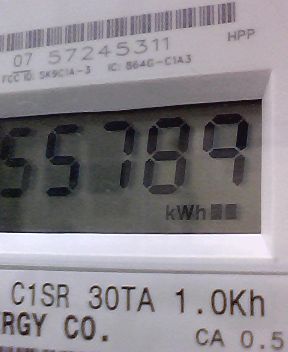 07 57245311 HPP
FCC ID: SK9C1A-3 IC: 864G-C1A3
55789
kWh
C1SR 30TA 1.0Kh
RGY CO. CA 0.5